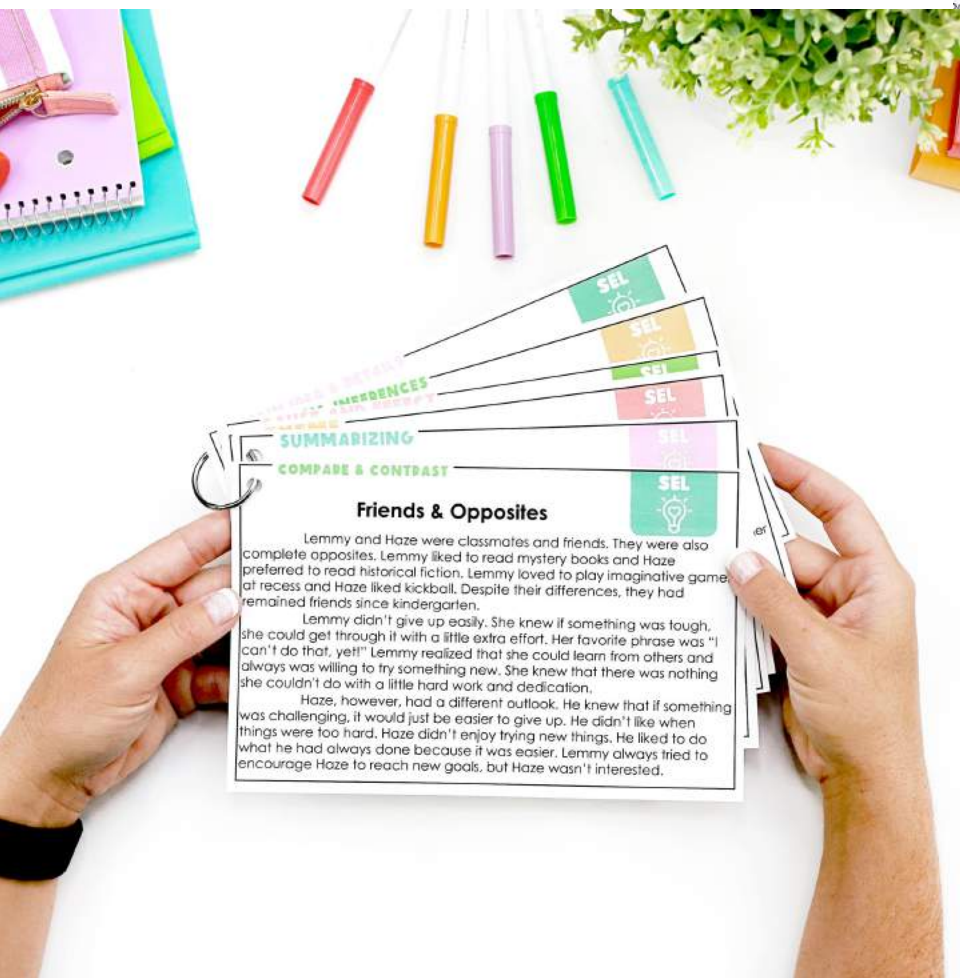 SEL
SEL
INFERENCES
SEL
SEL
SUMMARIZING
SEL
COMPARE & CONTRAST
SEL
Friends & Opposites
Lemmy and Haze were classmates and friends. They were also
complete opposites. Lemmy liked to read mystery books and Haze
preferred to read historical fiction. Lemmy loved to play imaginative game
at recess and Haze liked kickball. Despite their differences, they had
remained friends since kindergarten.
Lemmy didn't give up easily. She knew if something was tough,
she could get through it with a little extra effort. Her favorite phrase was "I
can't do that, yet!" Lemmy realized that she could learn from others and
always was willing to try something new. She knew that there was nothing
she couldn't do with a little hard work and dedication.
Haze, however, had a different outlook. He knew that if something
was challenging, it would just be easier to give up. He didn't like when
things were too hard. Haze didn't enjoy trying new things. He liked to do
what he had always done because it was easier. Lemmy always tried to
encourage Haze to reach new goals, but Haze wasn't interested.